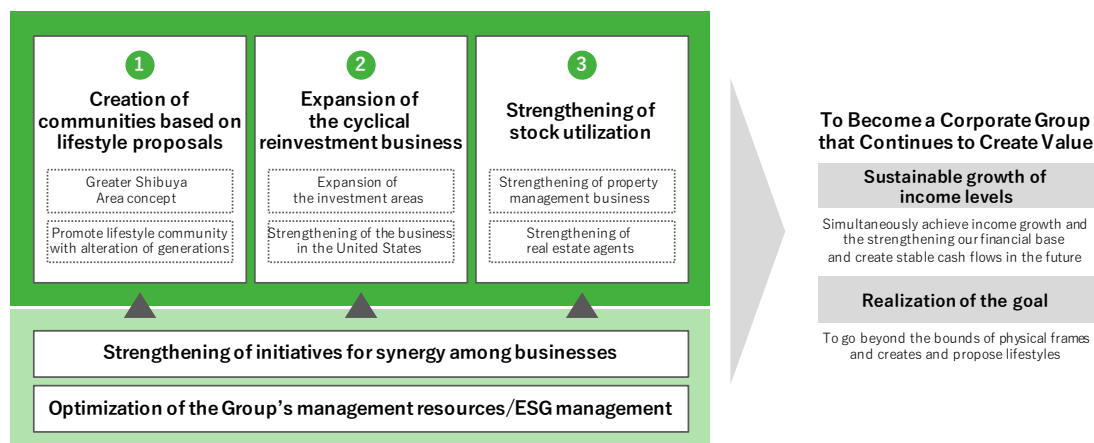 1
Creation of
communities based on
lifestyle proposals
Greater Shibuya
Area concept
Promote lifestyle community
with alteration of generations
2
Expansion of
the cyclical
reinvestment business
Expansion of
the investment areas
Strengthening of the business
in the United States
3
Strengthening of
stock utilization
Strengthening of property
management business
Strengthening of
real estate agents
Strengthening of initiatives for synergy among businesses
Optimization of the Group's management resources/ESG management
To Become a Corporate Group
that Continues to Create Value
Sustainable growth of
income levels
Simultaneously achieve income growth and
the strengthening our financial base
and create stable cash flows in the future
Realization of the goal
To go beyond the bounds of physical frames
and creates and propose lifestyles